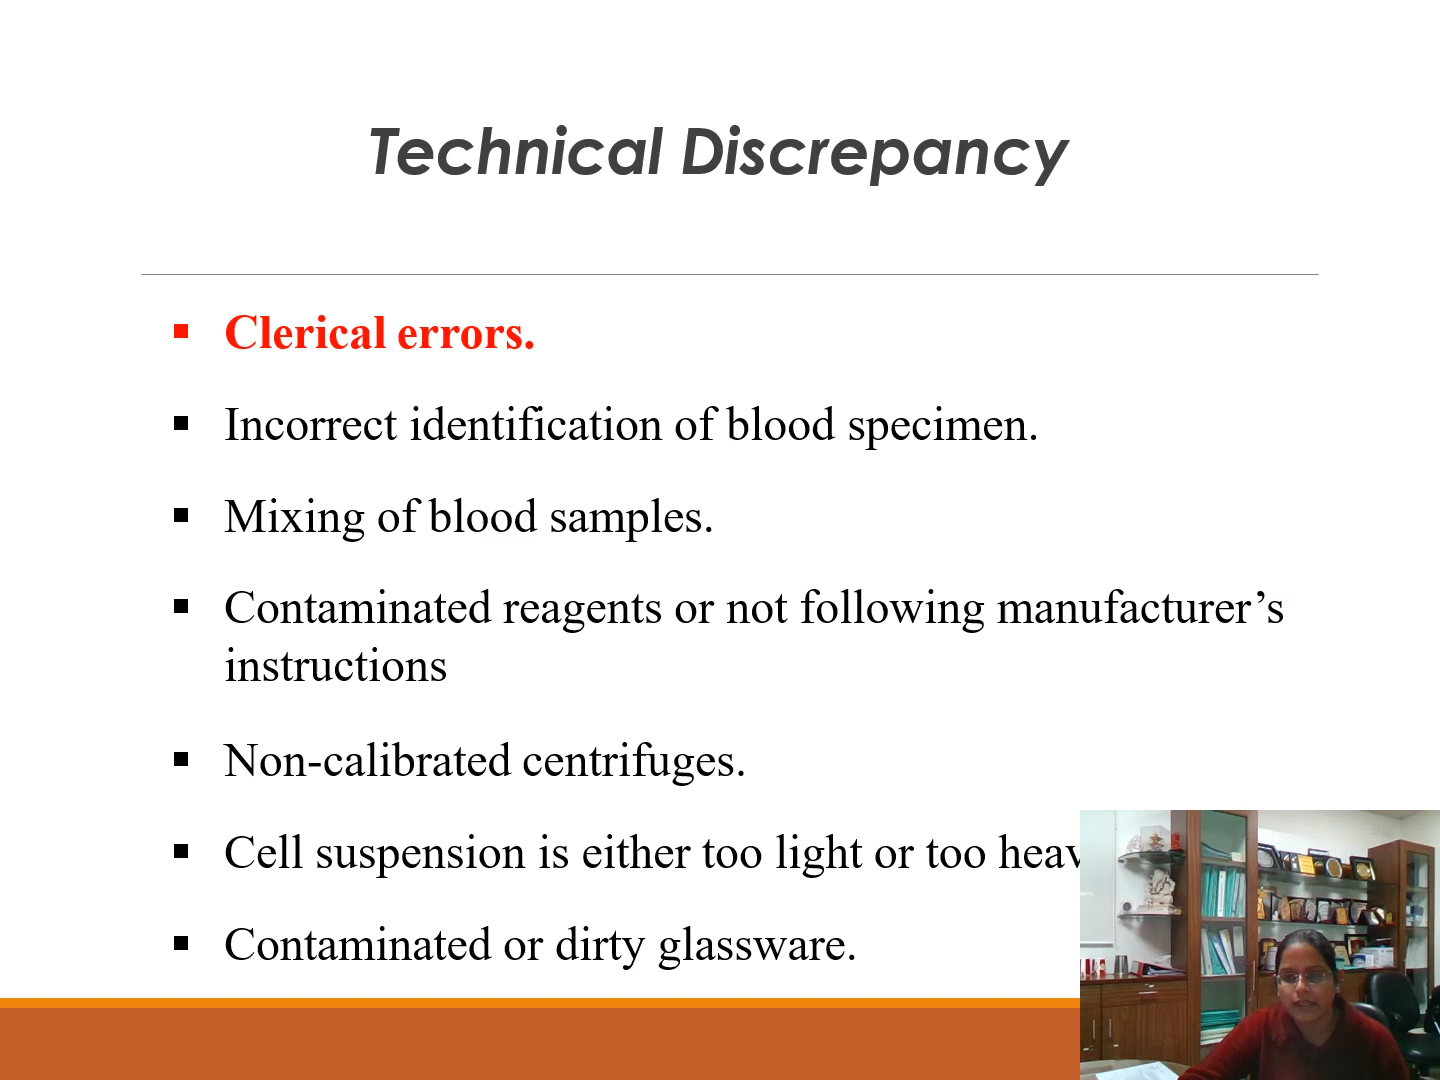 Technical Discrepancy
▪ Clerical errors.
▪ Incorrect identification of blood specimen.
▪ Mixing of blood samples.
▪ Contaminated reagents or not following manufacturer’s
instructions
▪ Non-calibrated centrifuges.
▪ Cell suspension is either too light or too
▪ Contaminated or dirty glassware.